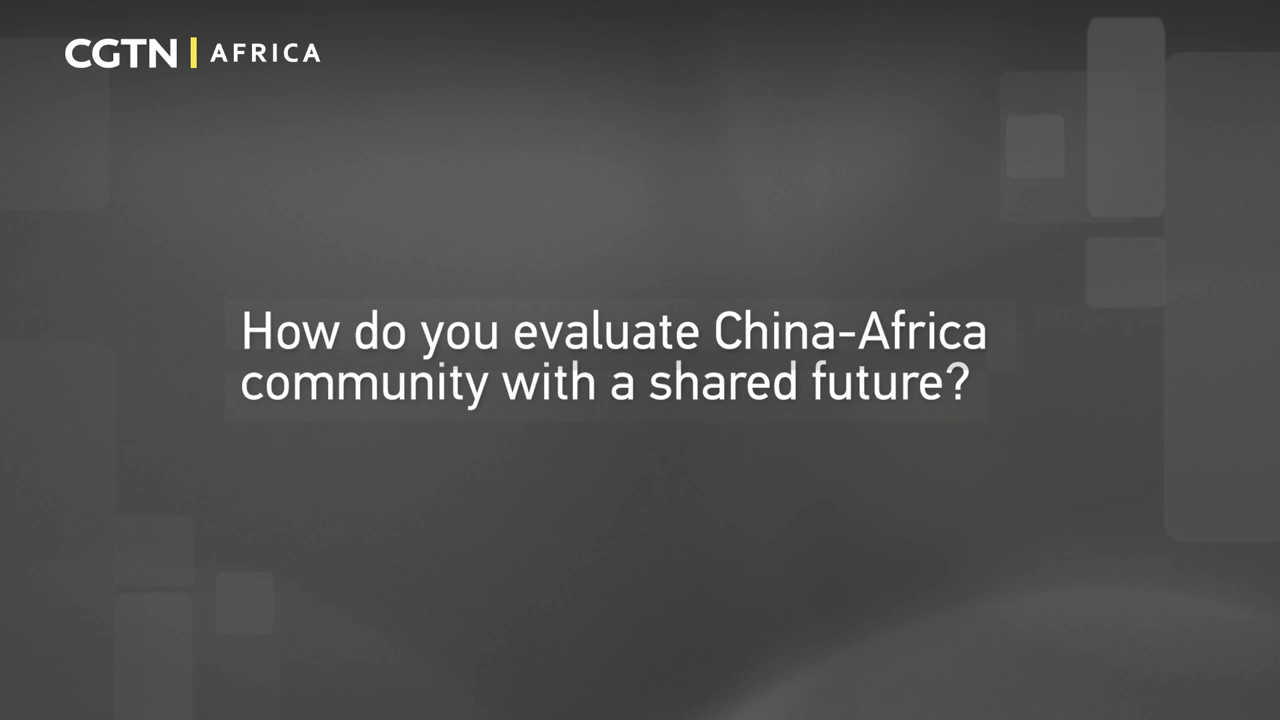 CGTN | AFRICA
How do you evaluate China-Africa
community with a shared future?